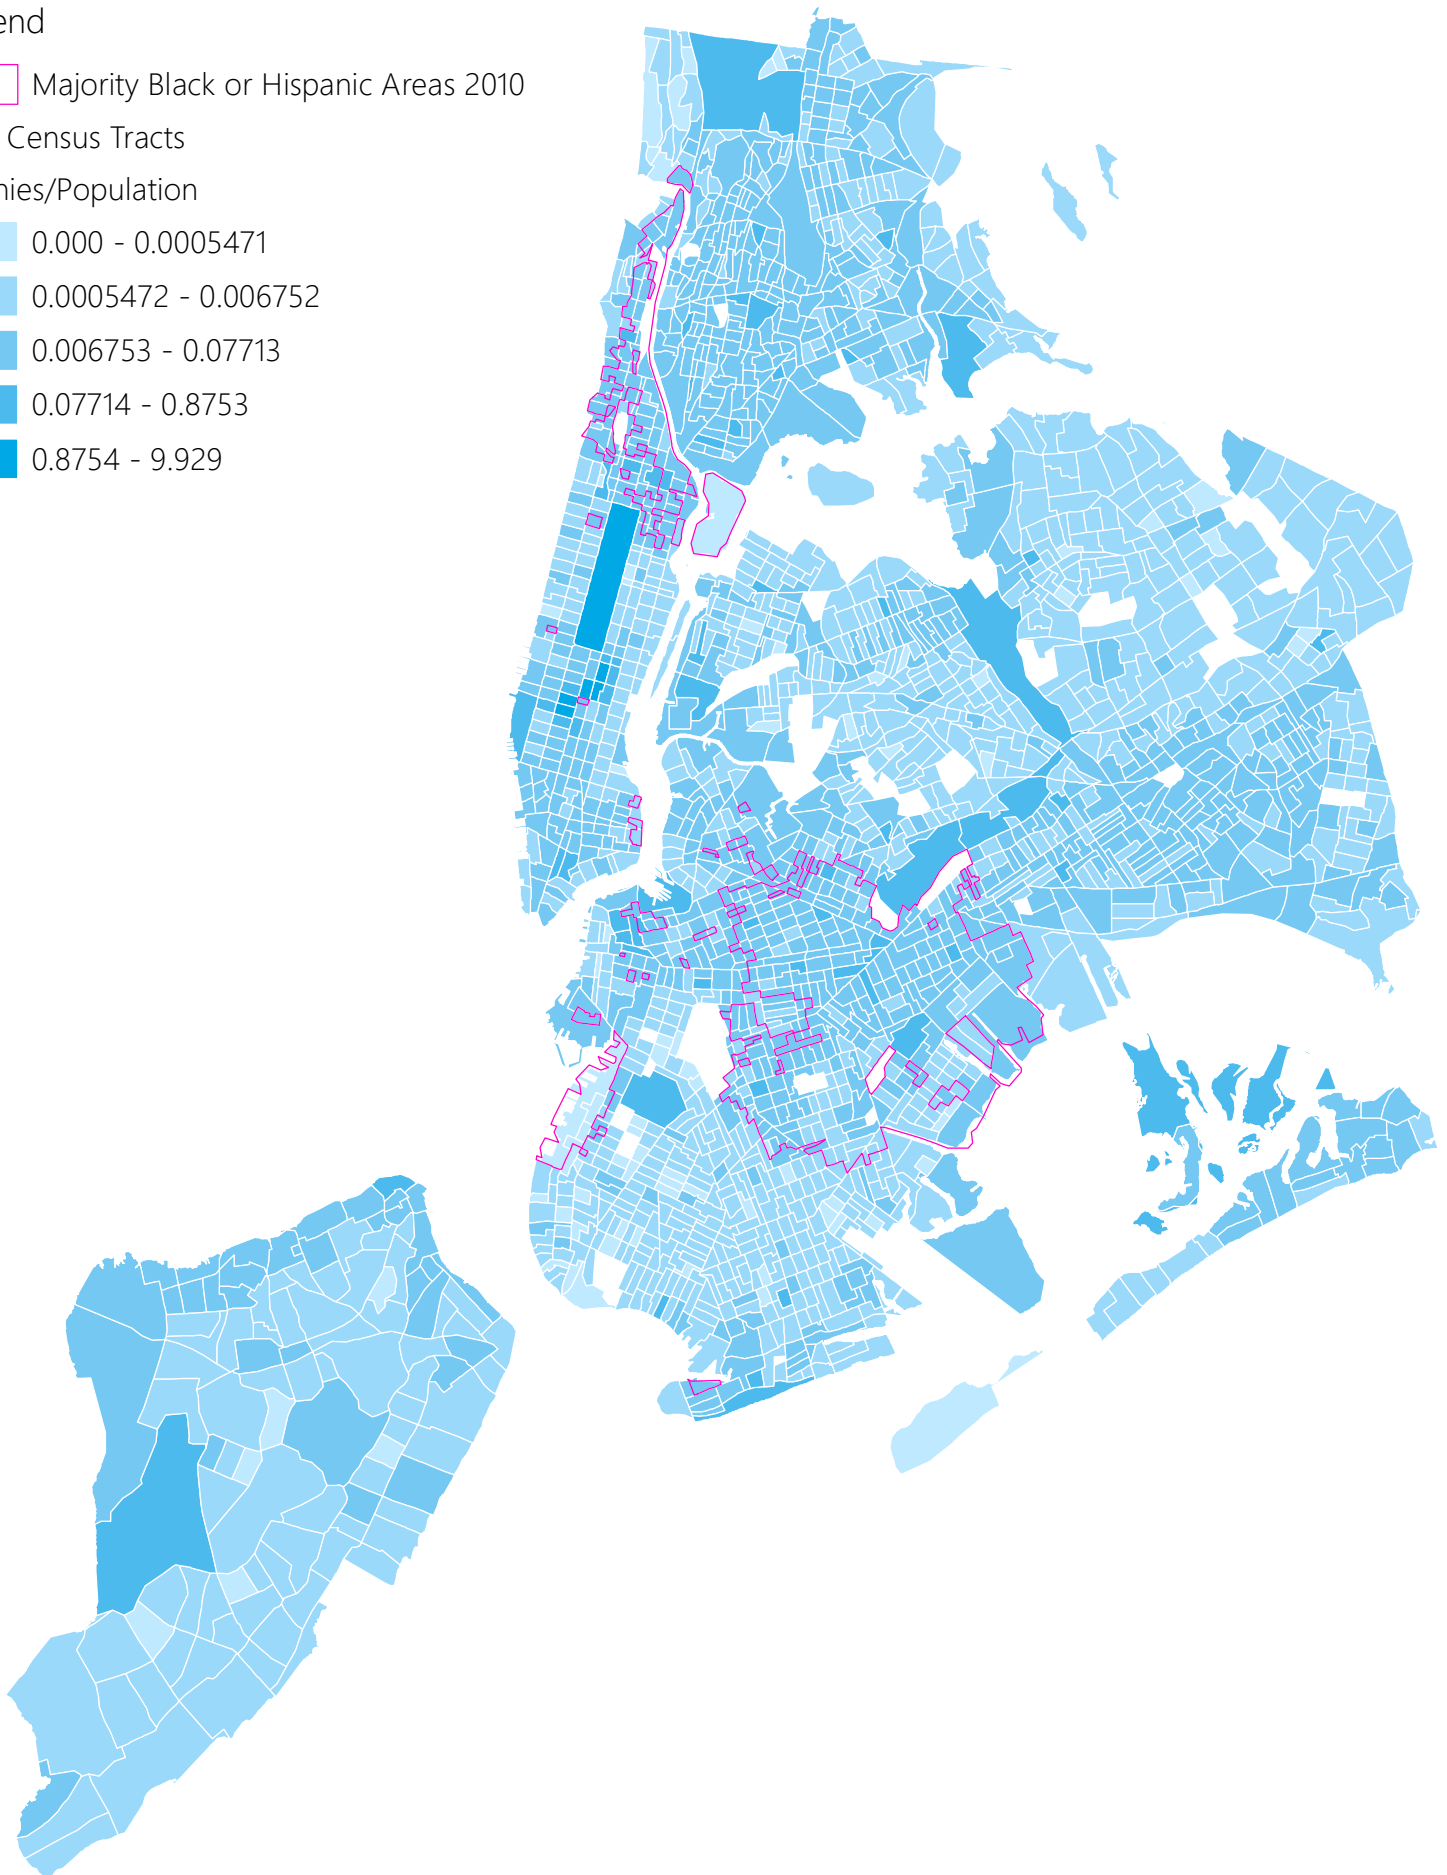 end
Majority Black or Hispanic Areas 2010
Census Tracts
nies/Population
0.000 - 0.0005471
0.0005472 - 0.006752
0.006753 - 0.07713
0.07714 - 0.8753
0.8754 - 9.929